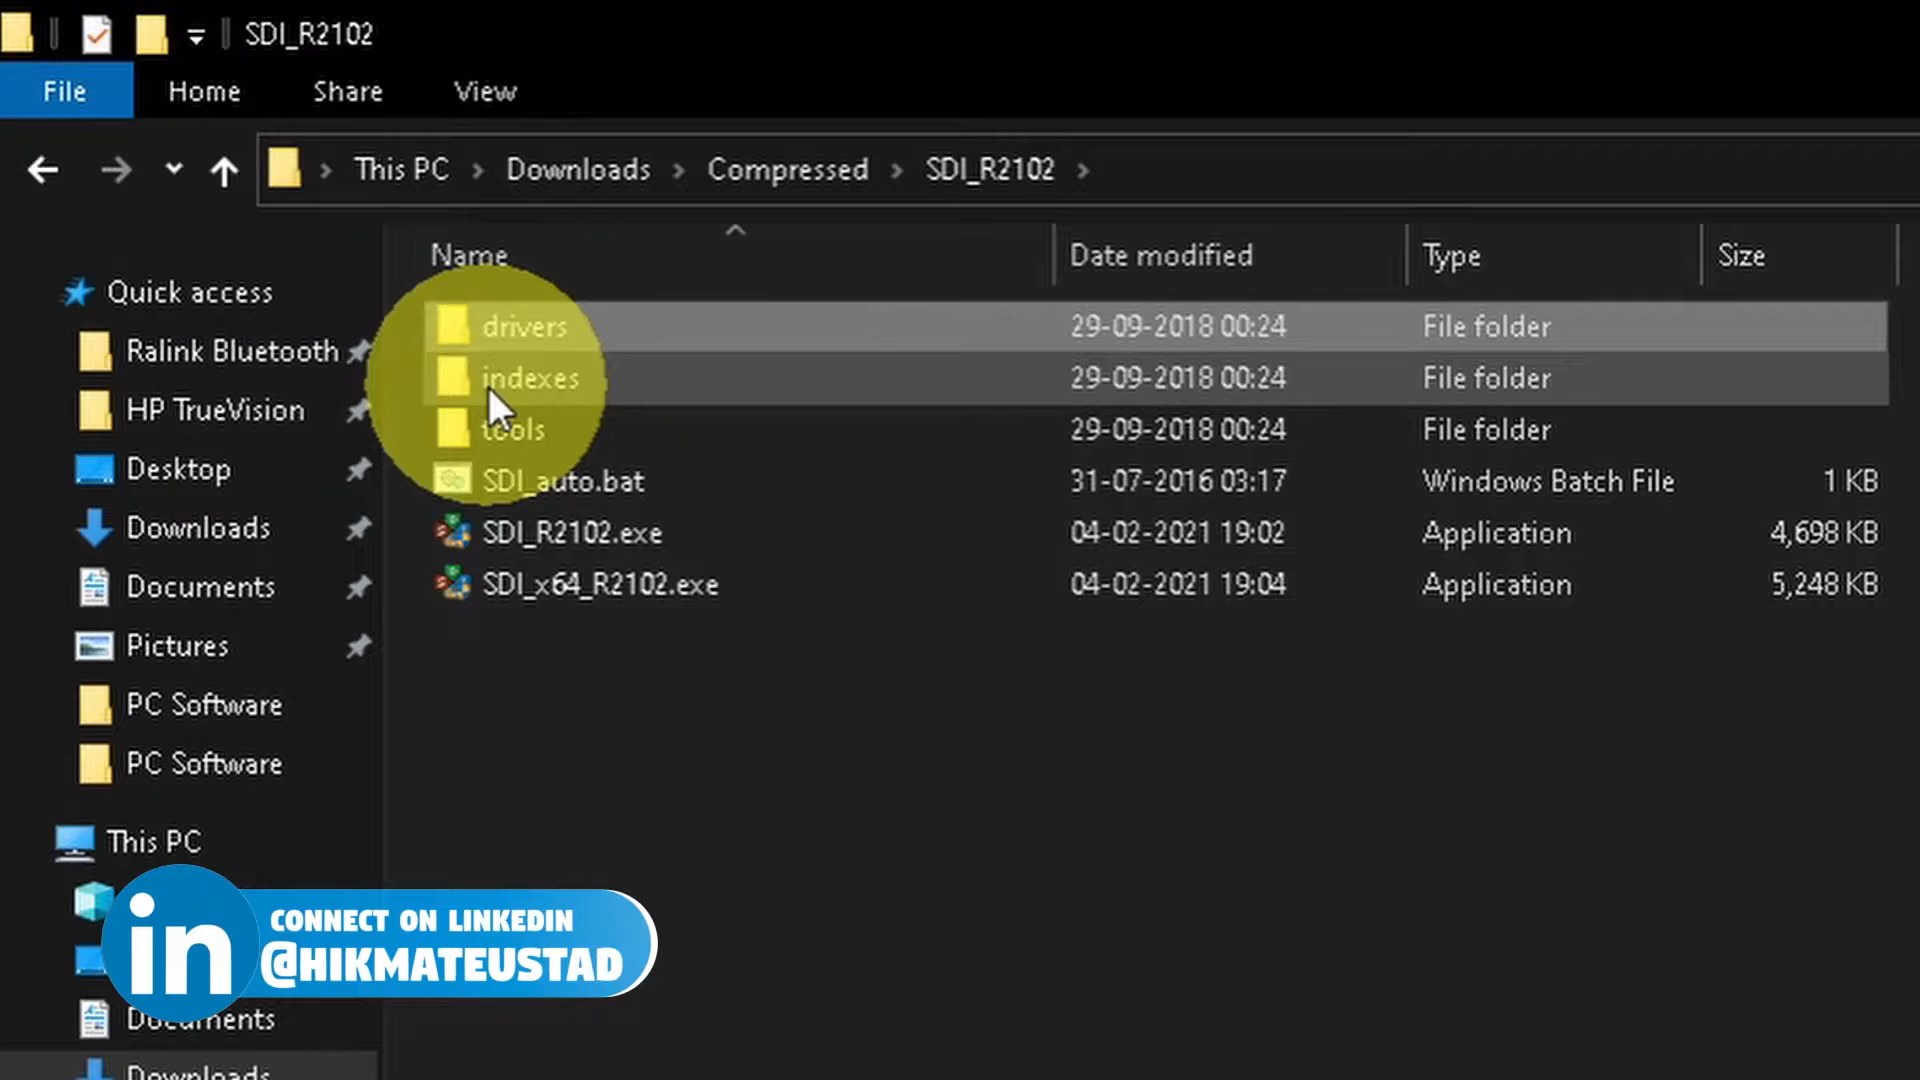 SDI_R2102
File Home Share View
This PC > Downloads > Compressed > SDI_R2102 >
Name Date modified Type Size
Quick access
Ralink Bluetooth
HP TrueVision
Desktop
Downloads
Documents
Pictures
PC Software
PC Software
This PC
Documents
Downloads
drivers 29-09-2018 00:24 File folder
indexes 29-09-2018 00:24 File folder
tools 29-09-2018 00:24 File folder
SDI_auto.bat 31-07-2016 03:17 Windows Batch File 1 KB
SDI_R2102.exe 04-02-2021 19:02 Application 4,698 KB
SDI_x64_R2102.exe 04-02-2021 19:04 Application 5,248 KB
in
CONNECT ON LINKEDIN
@HIKMATEUSTAD